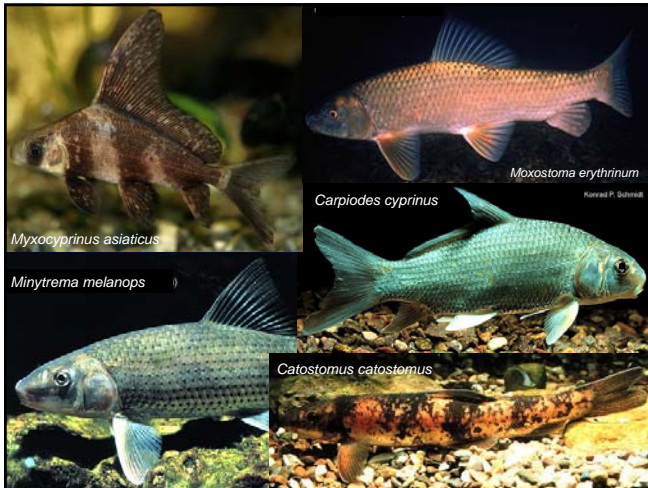 Myxocyprinus asiaticus
Moxostoma erythrinum
Konrad P. Schmidt
Carpiodes cyprinus
Minytrema melanops
Catostomus catostomus